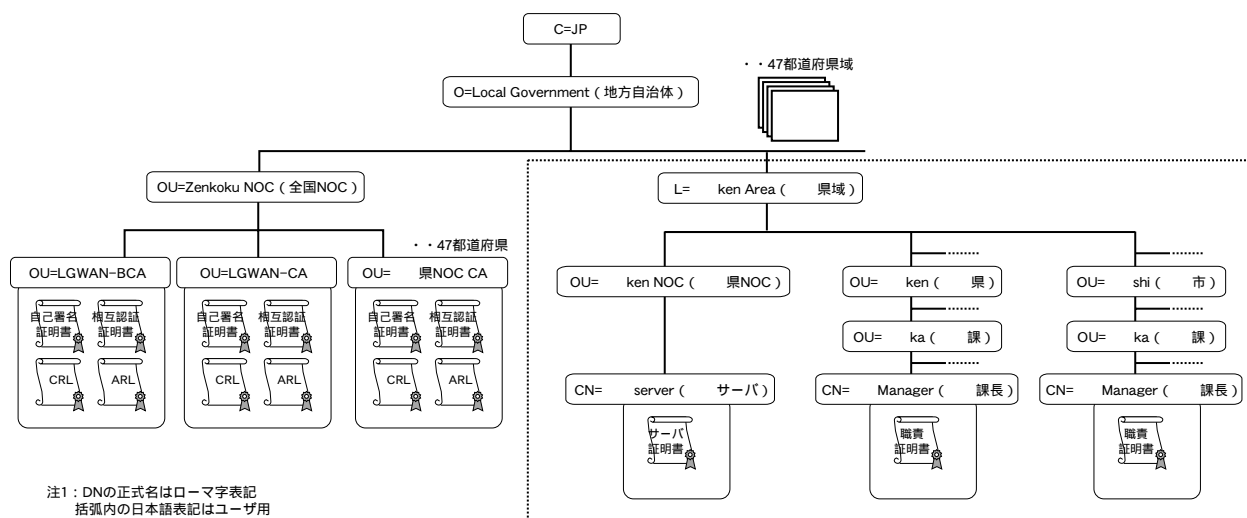 C=JP
・・47都道府県域
O=Local Government ( 地方自治体 )
OU=Zenkoku NOC ( 全国NOC )
L= ken Area ( 県域 )
・・47都道府県
OU=LGWAN-BCA
OU=LGWAN-CA
OU= 県NOC CA
OU= ken NOC ( 県NOC )
OU= ken ( 県 )
OU= shi ( 市 )
自己署名
証明書
相互認証
証明書
CRL
ARL
自己署名
証明書
相互認証
証明書
CRL
ARL
自己署名
証明書
相互認証
証明書
CRL
ARL
OU= ka ( 課 )
OU= ka ( 課 )
CN= server ( サーバ )
CN= Manager ( 課長 )
CN= Manager ( 課長 )
サーバ
証明書
職責
証明書
職責
証明書
注1：DNの正式名はローマ字表記
括弧内の日本語表記はユーザ用